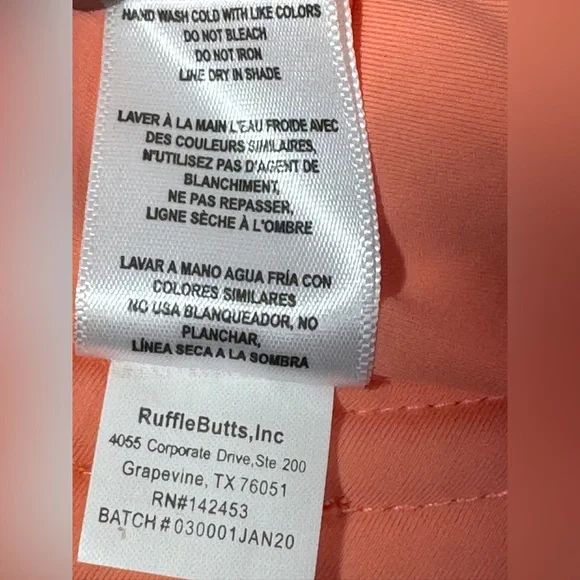 HAND WASH COLD WITH LIKE COLORS
DO NOT BLEACH
DO NOT IRON
LINE DRY IN SHADE
LAVER À LA MAIN L'EAU FROIDE AVEC
DES COULEURS SIMILAIRES,
N'UTILISEZ PAS D'AGENT DE
BLANCHIMENT,
NE PAS REPASSER,
LIGNE SÈCHE À L'OMBRE
LAVAR A MANO AGUA FRÍA CON
COLORES SIMILARES
NO USA BLANQUEADOR, NO
PLANCHAR,
LÍNEA SECA A LA SOMBRA
RuffleButts,Inc
4055 Corporate Drive,Ste 200
Grapevine, TX 76051
RN#142453
BATCH # 030001JAN20